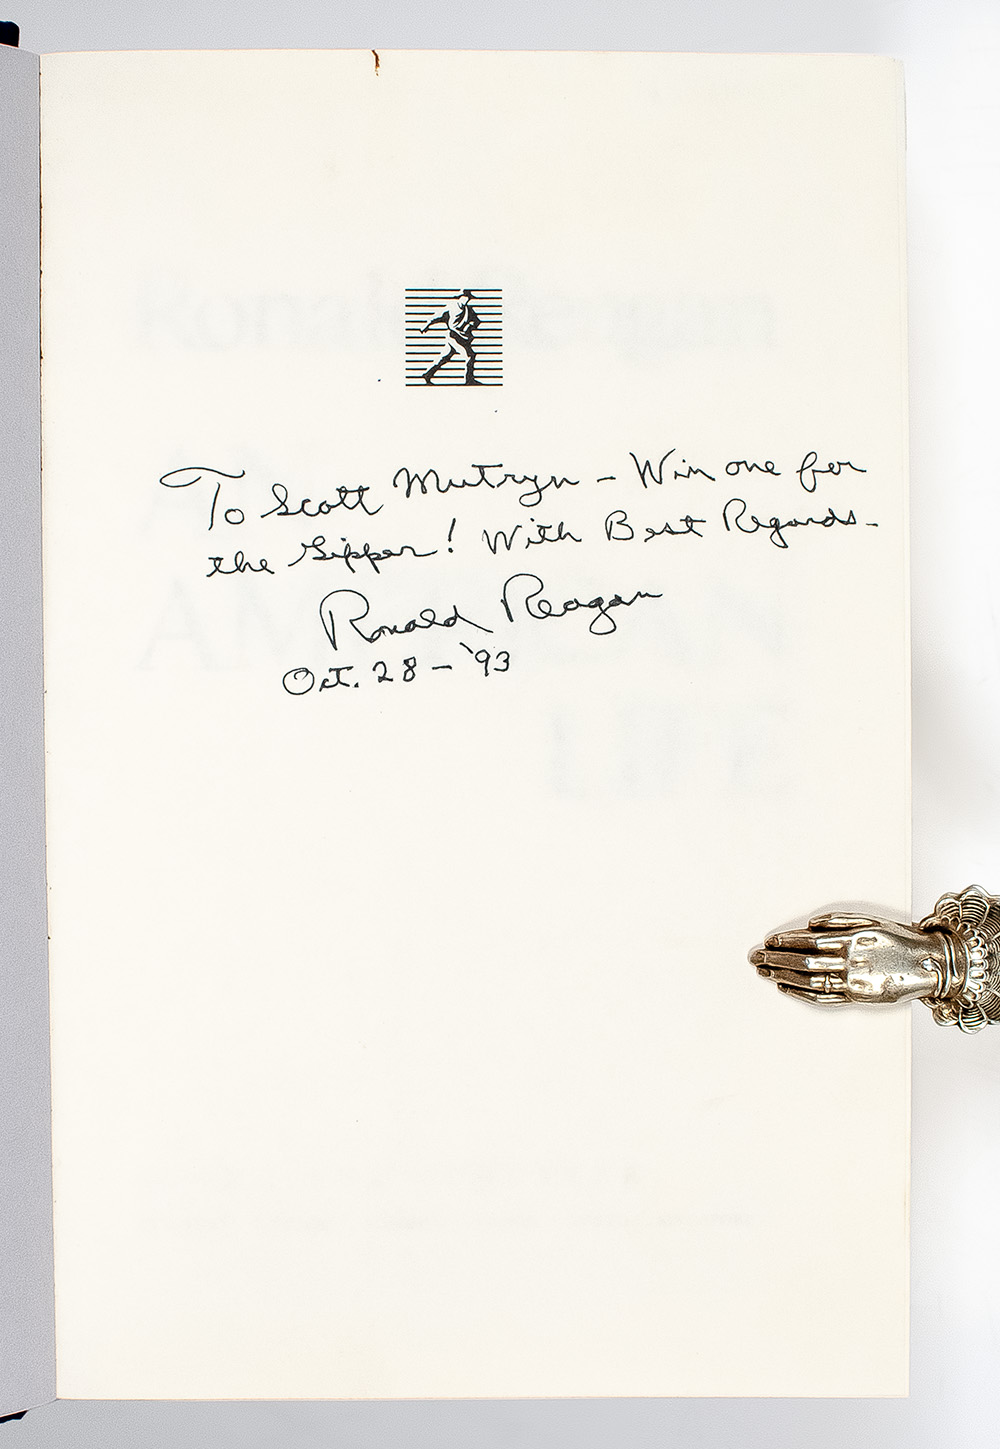 To Scott Mutryn – Win one for
the Gipper! With Best Regards-
Ronald Reagan
Oct. 28 – '93